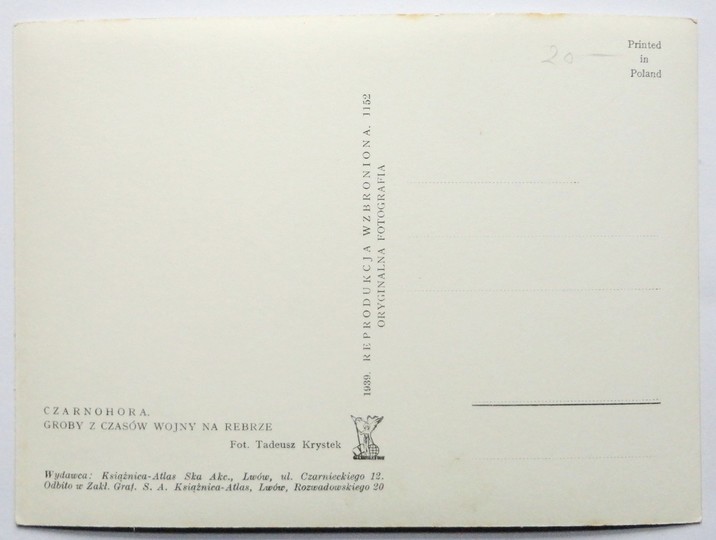 20 —
Printed
in
Poland
1939. REPRODUKCJA WZBRONIONA. 1152
ORYGINALNA FOTOGRAFIA
CZARNOHORA.
GROBY Z CZASÓW WOJNY NA REBRZE
Fot. Tadeusz Krystek
Wydawca: Książnica-Atlas Ska Akc., Lwów, ul. Czarnieckiego 12.
Odbito w Zakł. Graf. S. A. Książnica-Atlas, Lwów, Rozwadowskiego 20